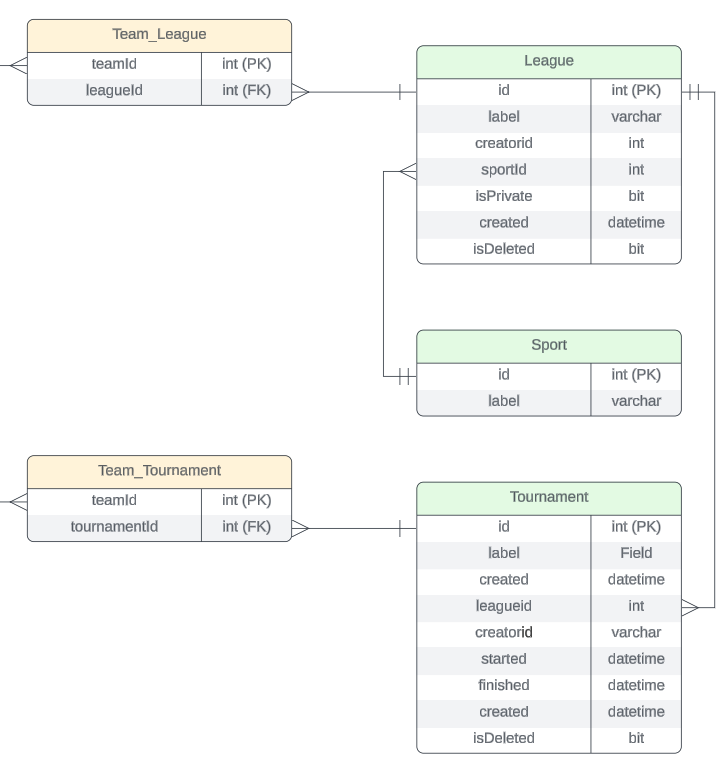 Team_League
teamId int (PK)
leagueId int (FK)
League
id int (PK)
label varchar
creatorid int
sportId int
isPrivate bit
created datetime
isDeleted bit
Sport
id int (PK)
label varchar
Team_Tournament
teamId int (PK)
tournamentId int (FK)
Tournament
id int (PK)
label Field
created datetime
leagueid int
creatorid varchar
started datetime
finished datetime
created datetime
isDeleted bit